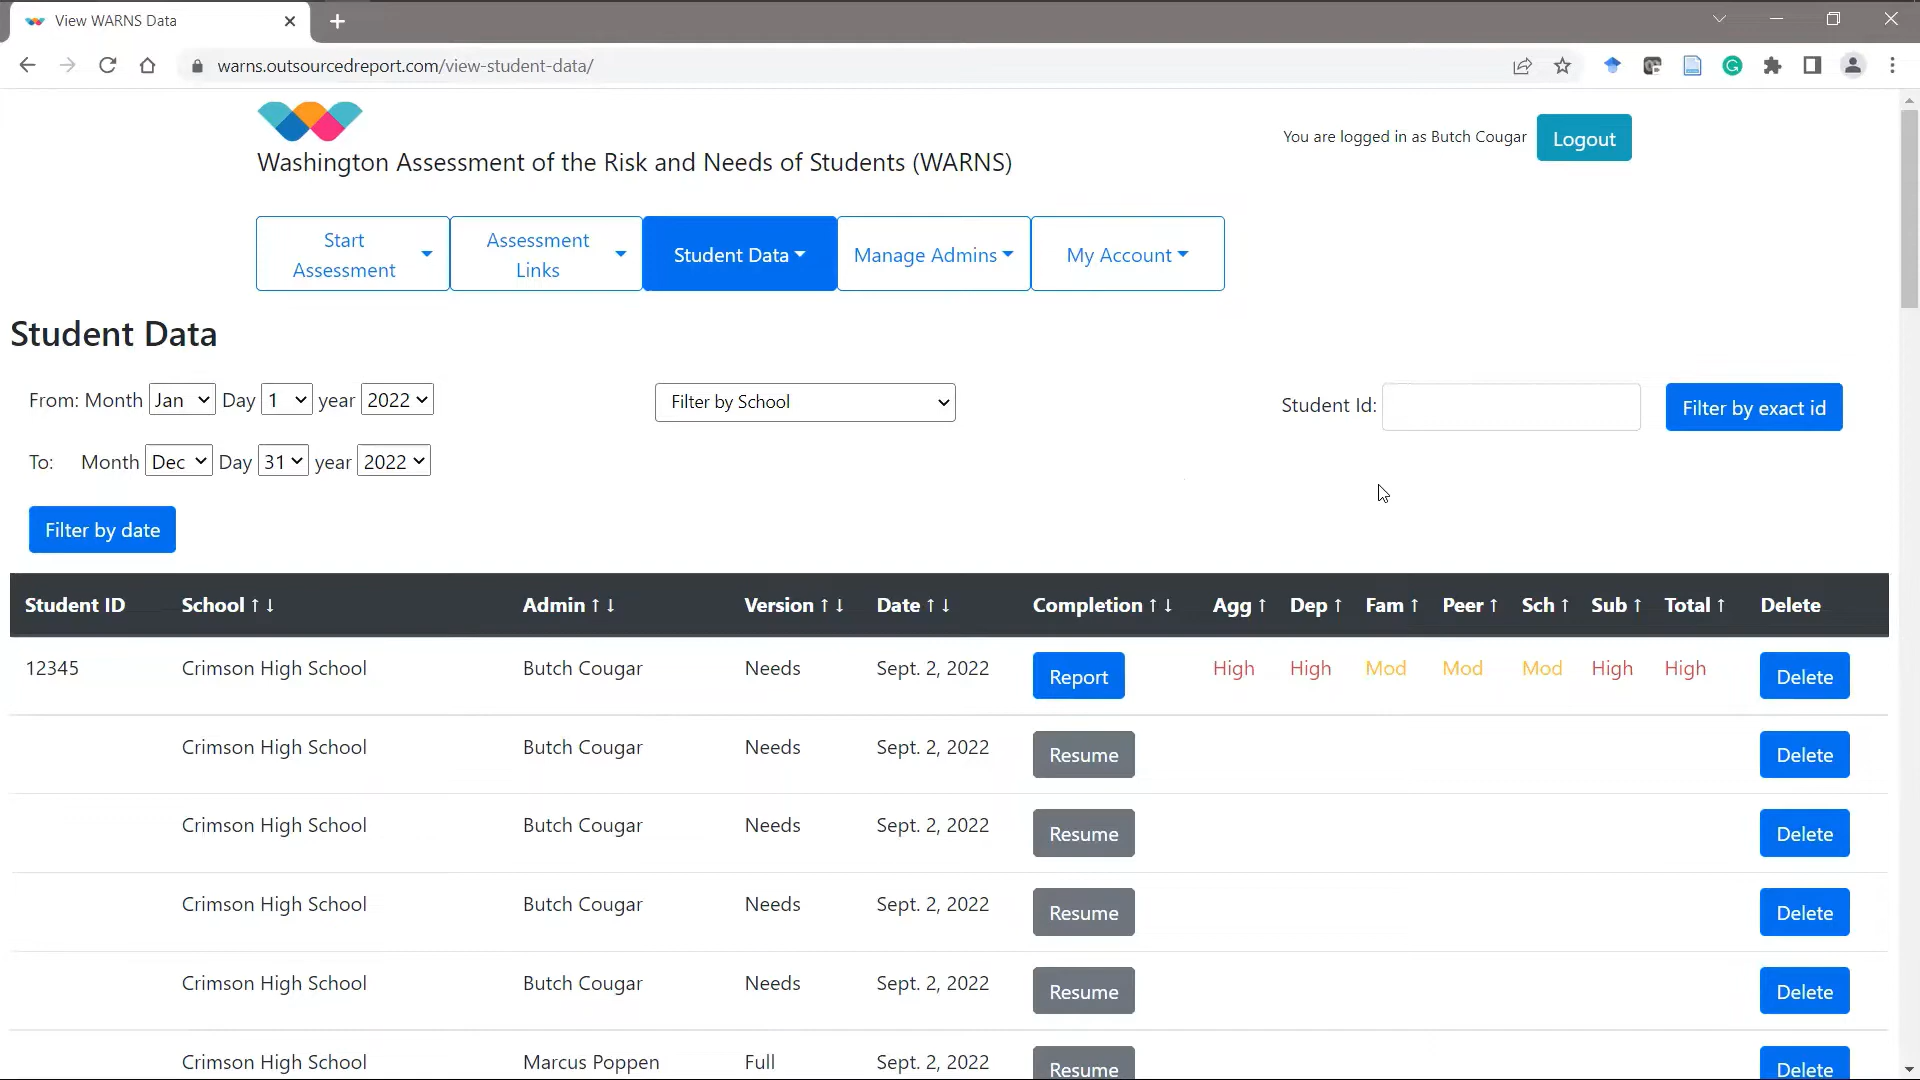 View WARNS Data
warns.outsourcedreport.com/view-student-data/
Washington Assessment of the Risk and Needs of Students (WARNS)
You are logged in as Butch Cougar
Logout
Start Assessment
Assessment Links
Student Data
Manage Admins
My Account
Student Data
From: Month Jan Day 1 year 2022
Filter by School
Student Id:
Filter by exact id
To: Month Dec Day 31 year 2022
Filter by date
Student ID School ↑ ↓ Admin ↑ ↓ Version ↑ ↓ Date ↑ ↓ Completion ↑ ↓ Agg ↑ Dep ↑ Fam ↑ Peer ↑ Sch ↑ Sub ↑ Total ↑ Delete
12345 Crimson High School Butch Cougar Needs Sept. 2, 2022 Report High High Mod Mod Mod High High Delete
Crimson High School Butch Cougar Needs Sept. 2, 2022 Resume Delete
Crimson High School Butch Cougar Needs Sept. 2, 2022 Resume Delete
Crimson High School Butch Cougar Needs Sept. 2, 2022 Resume Delete
Crimson High School Butch Cougar Needs Sept. 2, 2022 Resume Delete
Crimson High School Marcus Poppen Full Sept. 2, 2022 Resume Delete